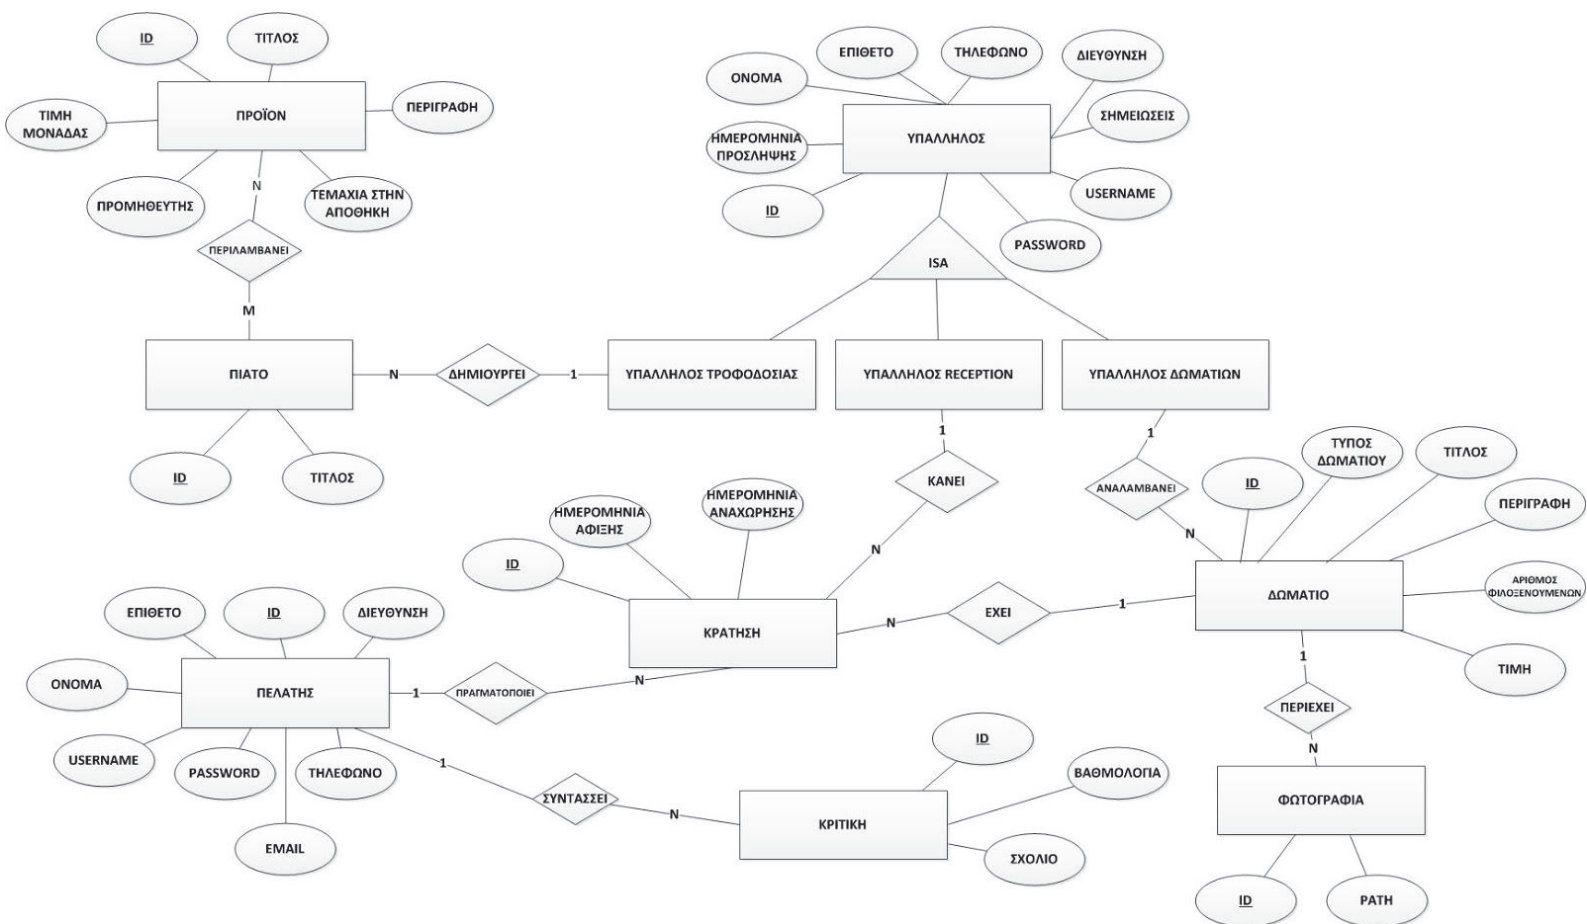 ID
ΤΙΤΛΟΣ
ΠΡΟΪΟΝ
ΠΕΡΙΓΡΑΦΗ
ΤΙΜΗ
ΜΟΝΑΔΑΣ
ΠΡΟΜΗΘΕΥΤΗΣ
ΤΕΜΑΧΙΑ ΣΤΗΝ
ΑΠΟΘΗΚΗ
N
ΠΕΡΙΛΑΜΒΑΝΕΙ
M
ΠΙΑΤΟ
ID
ΤΙΤΛΟΣ
N
ΔΗΜΙΟΥΡΓΕΙ
1
ΕΠΙΘΕΤΟ
ΤΗΛΕΦΩΝΟ
ΔΙΕΥΘΥΝΣΗ
ΟΝΟΜΑ
ΣΗΜΕΙΩΣΕΙΣ
ΥΠΑΛΛΗΛΟΣ
ΗΜΕΡΟΜΗΝΙΑ
ΠΡΟΣΛΗΨΗΣ
USERNAME
ID
PASSWORD
ISA
ΥΠΑΛΛΗΛΟΣ ΤΡΟΦΟΔΟΣΙΑΣ
ΥΠΑΛΛΗΛΟΣ RECEPTION
ΥΠΑΛΛΗΛΟΣ ΔΩΜΑΤΙΩΝ
1
ΚΑΝΕΙ
N
1
ΑΝΑΛΑΜΒΑΝΕΙ
N
ID
ΤΥΠΟΣ
ΔΩΜΑΤΙΟΥ
ΤΙΤΛΟΣ
ΠΕΡΙΓΡΑΦΗ
ΑΡΙΘΜΟΣ
ΦΙΛΟΞΕΝΟΥΜΕΝΩΝ
ΤΙΜΗ
ΔΩΜΑΤΙΟ
ΗΜΕΡΟΜΗΝΙΑ
ΑΦΙΞΗΣ
ΗΜΕΡΟΜΗΝΙΑ
ΑΝΑΧΩΡΗΣΗΣ
ID
ΚΡΑΤΗΣΗ
N
ΕΧΕΙ
1
ΕΠΙΘΕΤΟ
ID
ΔΙΕΥΘΥΝΣΗ
ΟΝΟΜΑ
ΠΕΛΑΤΗΣ
1
ΠΡΑΓΜΑΤΟΠΟΙΕΙ
N
USERNAME
PASSWORD
ΤΗΛΕΦΩΝΟ
EMAIL
1
ΣΥΝΤΑΣΣΕΙ
N
ΚΡΙΤΙΚΗ
ID
ΒΑΘΜΟΛΟΓΙΑ
ΣΧΟΛΙΟ
1
ΠΕΡΙΕΧΕΙ
N
ΦΩΤΟΓΡΑΦΙΑ
ID
PATH